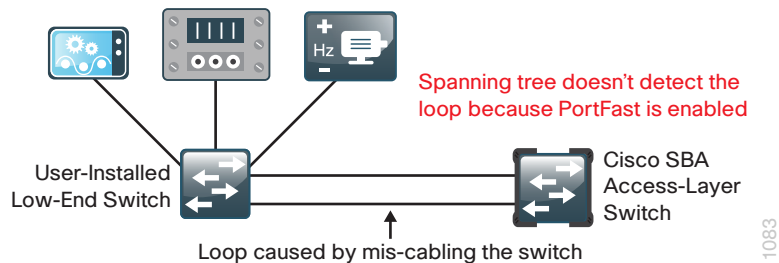 +
Hz
-
Spanning tree doesn't detect the
loop because PortFast is enabled
User-Installed
Low-End Switch
Cisco SBA
Access-Layer
Switch
Loop caused by mis-cabling the switch
1083